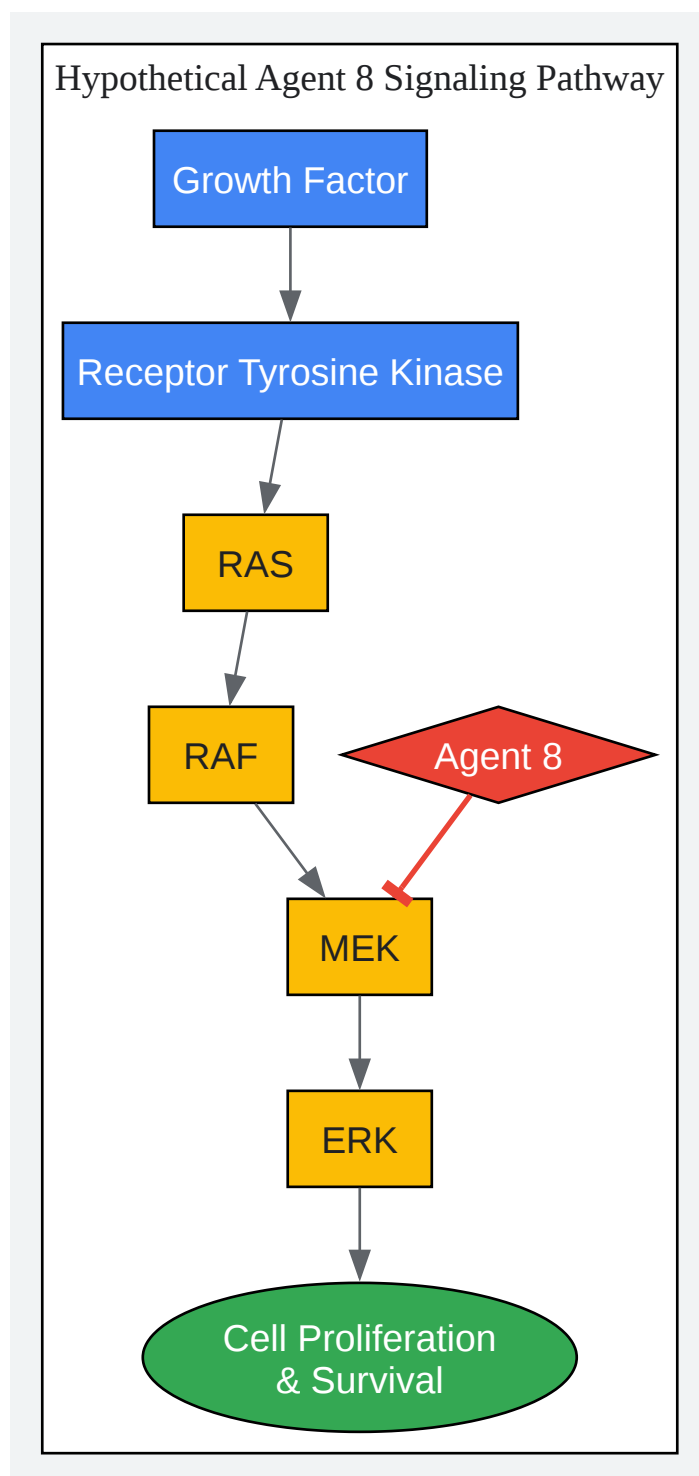 Hypothetical Agent 8 Signaling Pathway
Growth Factor
Receptor Tyrosine Kinase
RAS
RAF
Agent 8
MEK
ERK
Cell Proliferation
& Survival